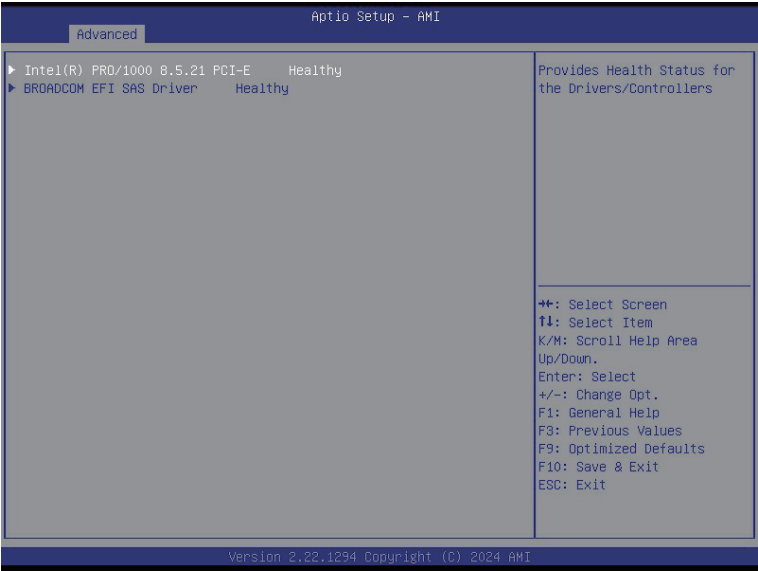 Aptio Setup – AMI
Advanced
Intel(R) PRO/1000 8.5.21 PCI-E Healthy
BROADCOM EFI SAS Driver Healthy
Provides Health Status for
the Drivers/Controllers
→←: Select Screen
↑↓: Select Item
K/M: Scroll Help Area
Up/Down.
Enter: Select
+/-: Change Opt.
F1: General Help
F3: Previous Values
F9: Optimized Defaults
F10: Save & Exit
ESC: Exit
Version 2.22.1294 Copyright (C) 2024 AMI